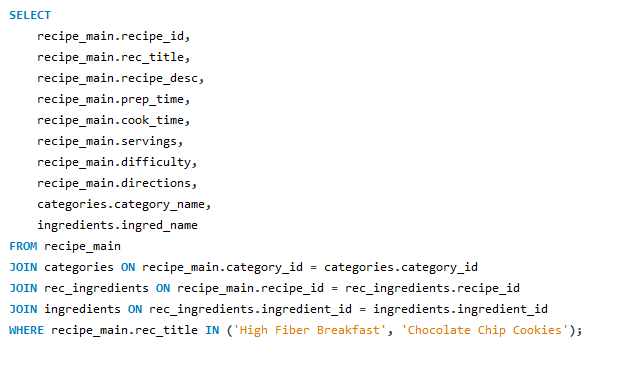 SELECT
recipe_main.recipe_id,
recipe_main.rec_title,
recipe_main.recipe_desc,
recipe_main.prep_time,
recipe_main.cook_time,
recipe_main.servings,
recipe_main.difficulty,
recipe_main.directions,
categories.category_name,
ingredients.ingred_name
FROM recipe_main
JOIN categories ON recipe_main.category_id = categories.category_id
JOIN rec_ingredients ON recipe_main.recipe_id = rec_ingredients.recipe_id
JOIN ingredients ON rec_ingredients.ingredient_id = ingredients.ingredient_id
WHERE recipe_main.rec_title IN ('High Fiber Breakfast', 'Chocolate Chip Cookies');